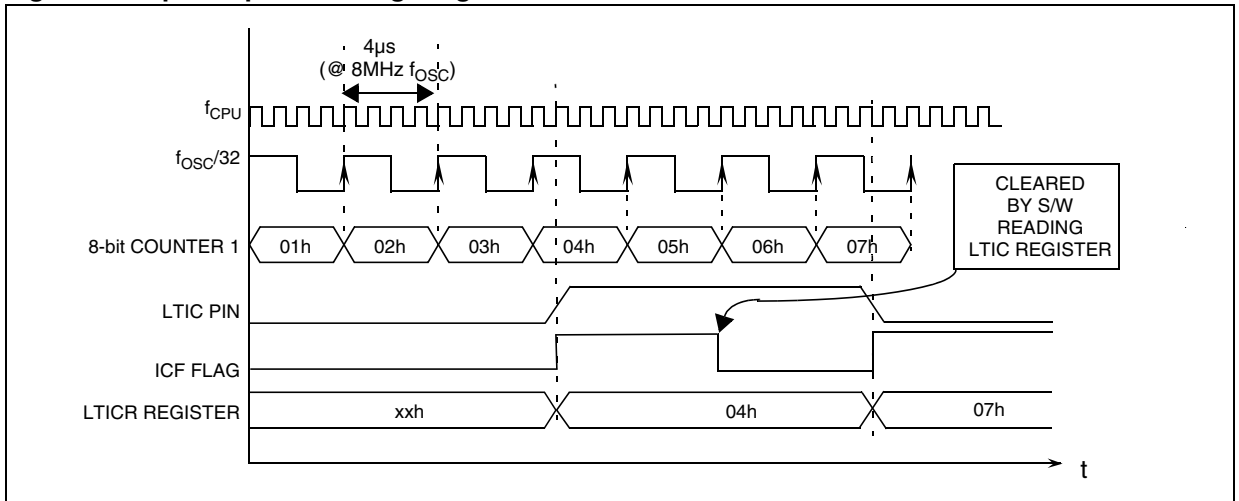 4µs
(@ 8MHz fOSC)
fCPU
fOSC/32
CLEARED
BY S/W
READING
LTIC REGISTER
8-bit COUNTER 1 01h 02h 03h 04h 05h 06h 07h
LTIC PIN
ICF FLAG
LTICR REGISTER xxh 04h 07h
t